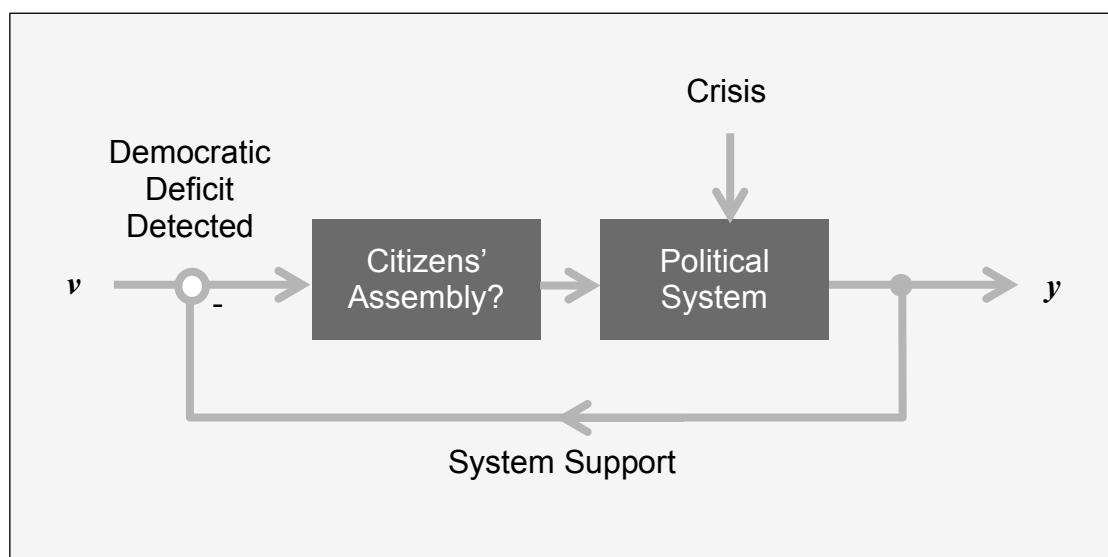 Crisis
Democratic
Deficit
Detected
Citizens’
Assembly?
Political
System
v
-
y
System Support